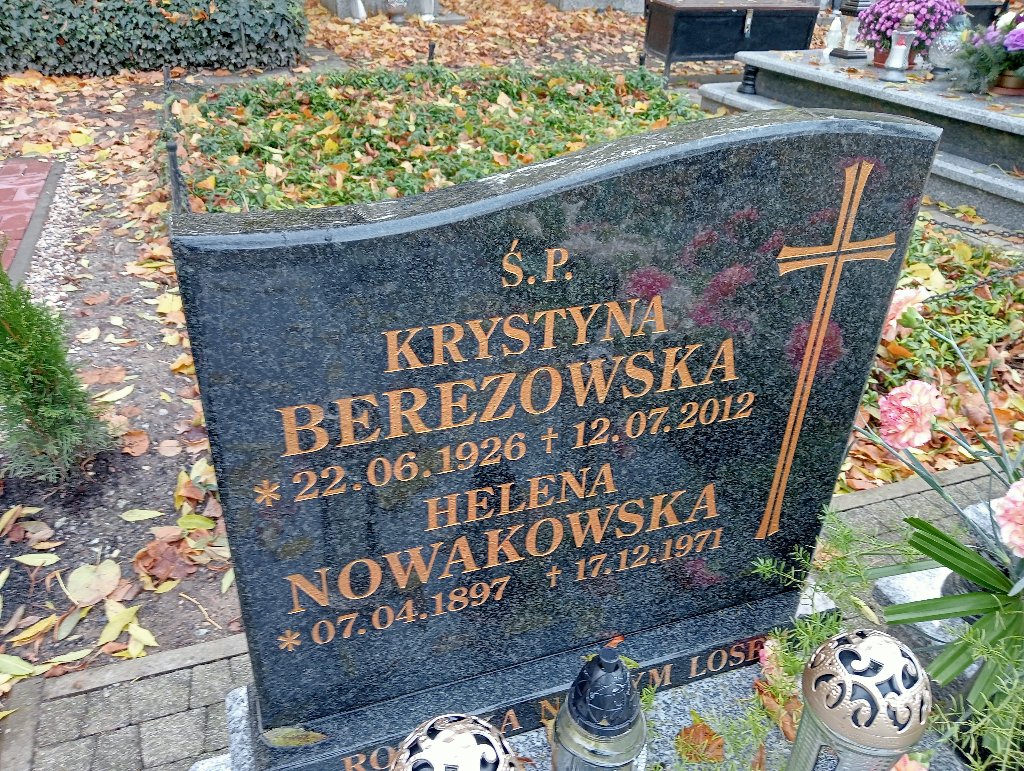 Ś.P.
KRYSTYNA
BEREZOWSKA
* 22.06.1926 † 12.07.2012
HELENA
NOWAKOWSKA
* 07.04.1897 † 17.12.1971